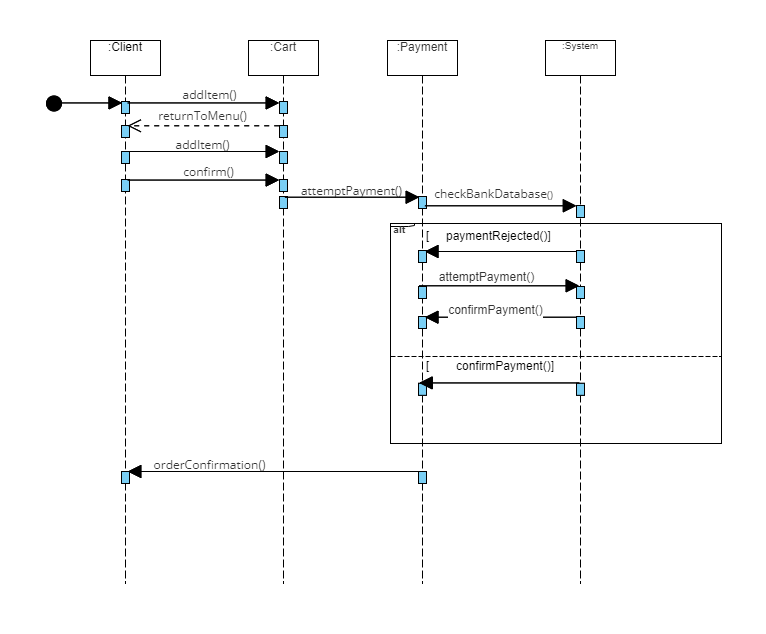 :Client :Cart :Payment :System
addItem()
returnToMenu()
addItem()
confirm()
attemptPayment() checkBankDatabase()
alt
[ paymentRejected()]
attemptPayment()
confirmPayment()
[ confirmPayment()]
orderConfirmation()